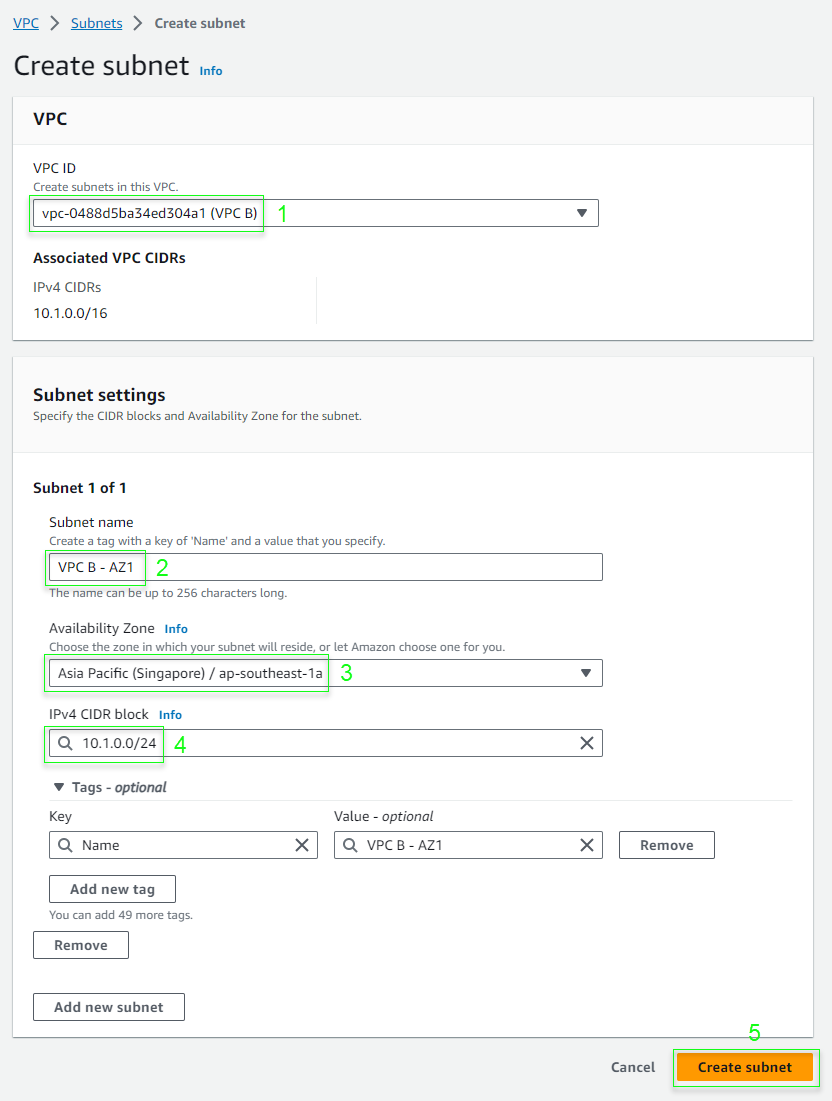 VPC > Subnets > Create subnet
Create subnet Info
VPC
VPC ID
Create subnets in this VPC.
vpc-0488d5ba34ed304a1 (VPC B) 1
Associated VPC CIDRs
IPv4 CIDRs
10.1.0.0/16
Subnet settings
Specify the CIDR blocks and Availability Zone for the subnet.
Subnet 1 of 1
Subnet name
Create a tag with a key of 'Name' and a value that you specify.
VPC B - AZ1 2
The name can be up to 256 characters long.
Availability Zone Info
Choose the zone in which your subnet will reside, or let Amazon choose one for you.
Asia Pacific (Singapore) / ap-southeast-1a 3
IPv4 CIDR block Info
10.1.0.0/24 4
Tags - optional
Key Value - optional
Name VPC B - AZ1 Remove
Add new tag
You can add 49 more tags.
Remove
Add new subnet
5
Cancel Create subnet